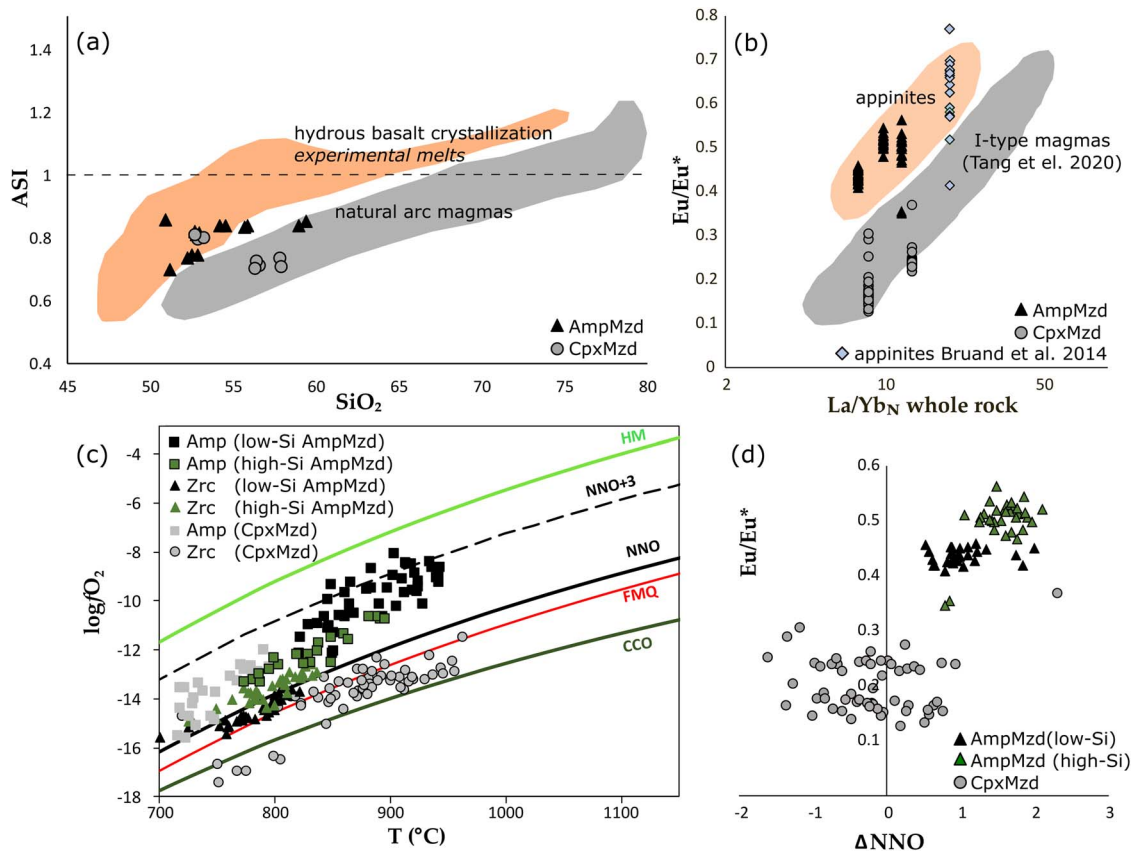 (a)
1.4
1.2
1
0.8
0.6
0.4
ASI
hydrous basalt crystallization
experimental melts
natural arc magmas
AmpMzd
CpxMzd
45 50 55 60 65 70 75 80
SiO₂
(b)
0.8
0.7
0.6
0.5
0.4
0.3
0.2
0.1
0
Eu/Eu*
appinites
I-type magmas
(Tang et el. 2020)
AmpMzd
CpxMzd
appinites Bruand et al. 2014
2 10 50
La/Yb_N whole rock
(c)
-4
-6
-8
-10
-12
-14
-16
-18
logfO₂
Amp (low-Si AmpMzd)
Amp (high-Si AmpMzd)
Zrc (low-Si AmpMzd)
Zrc (high-Si AmpMzd)
Amp (CpxMzd)
Zrc (CpxMzd)
HM
NNO+3
NNO
FMQ
CCO
700 800 900 1000 1100
T (°C)
(d)
0.6
0.5
0.4
0.3
0.2
0.1
Eu/Eu*
AmpMzd(low-Si)
AmpMzd (high-Si)
CpxMzd
-2 -1 0 1 2 3
ΔNNO